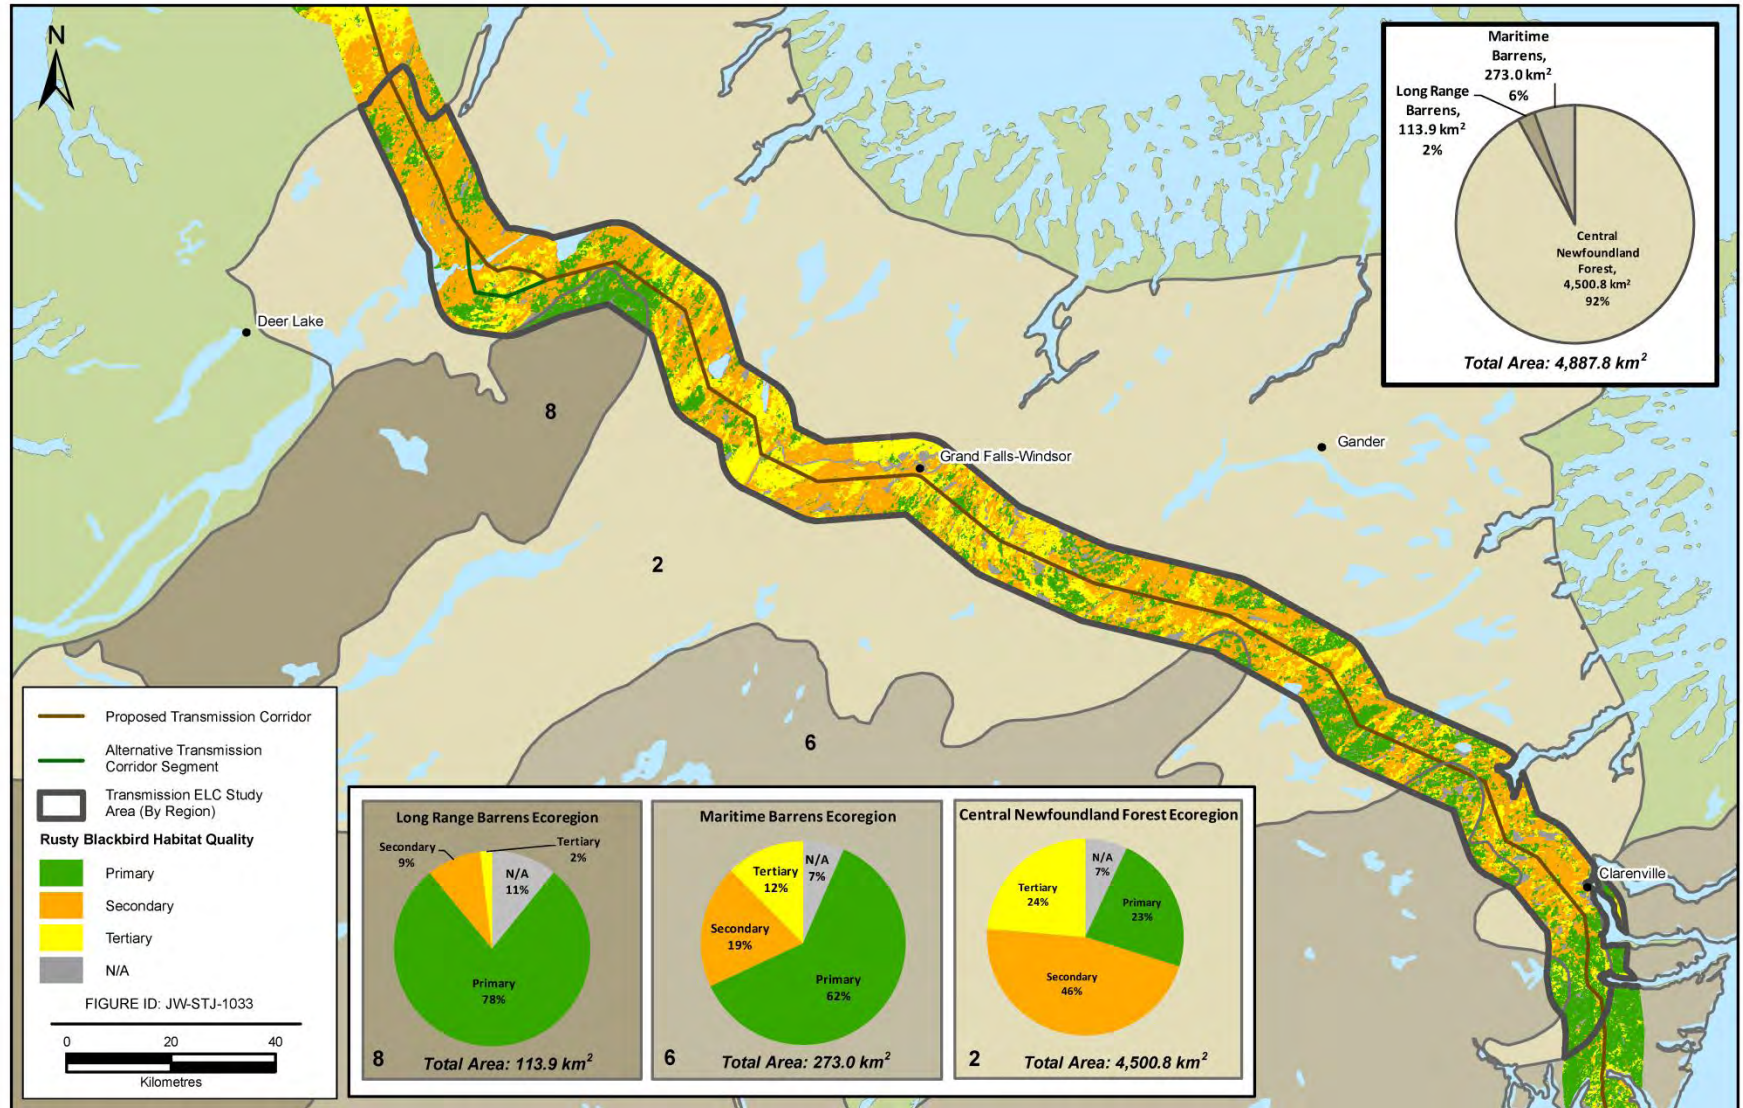 N
Maritime
Barrens,
273.0 km²
6%
Long Range
Barrens,
113.9 km²
2%
Central
Newfoundland
Forest,
4,500.8 km²
92%
Total Area: 4,887.8 km²
Deer Lake
8
Gander
Grand Falls-Windsor
2
6
Clarenville
Proposed Transmission Corridor
Alternative Transmission
Corridor Segment
Transmission ELC Study
Area (By Region)
Rusty Blackbird Habitat Quality
Primary
Secondary
Tertiary
N/A
FIGURE ID: JW-STJ-1033
0 20 40
Kilometres
Long Range Barrens Ecoregion
Secondary
9%
Tertiary
2%
N/A
11%
Primary
78%
8 Total Area: 113.9 km²
Maritime Barrens Ecoregion
Tertiary
12%
N/A
7%
Secondary
19%
Primary
62%
6 Total Area: 273.0 km²
Central Newfoundland Forest Ecoregion
N/A
7%
Tertiary
24%
Primary
23%
Secondary
46%
2 Total Area: 4,500.8 km²